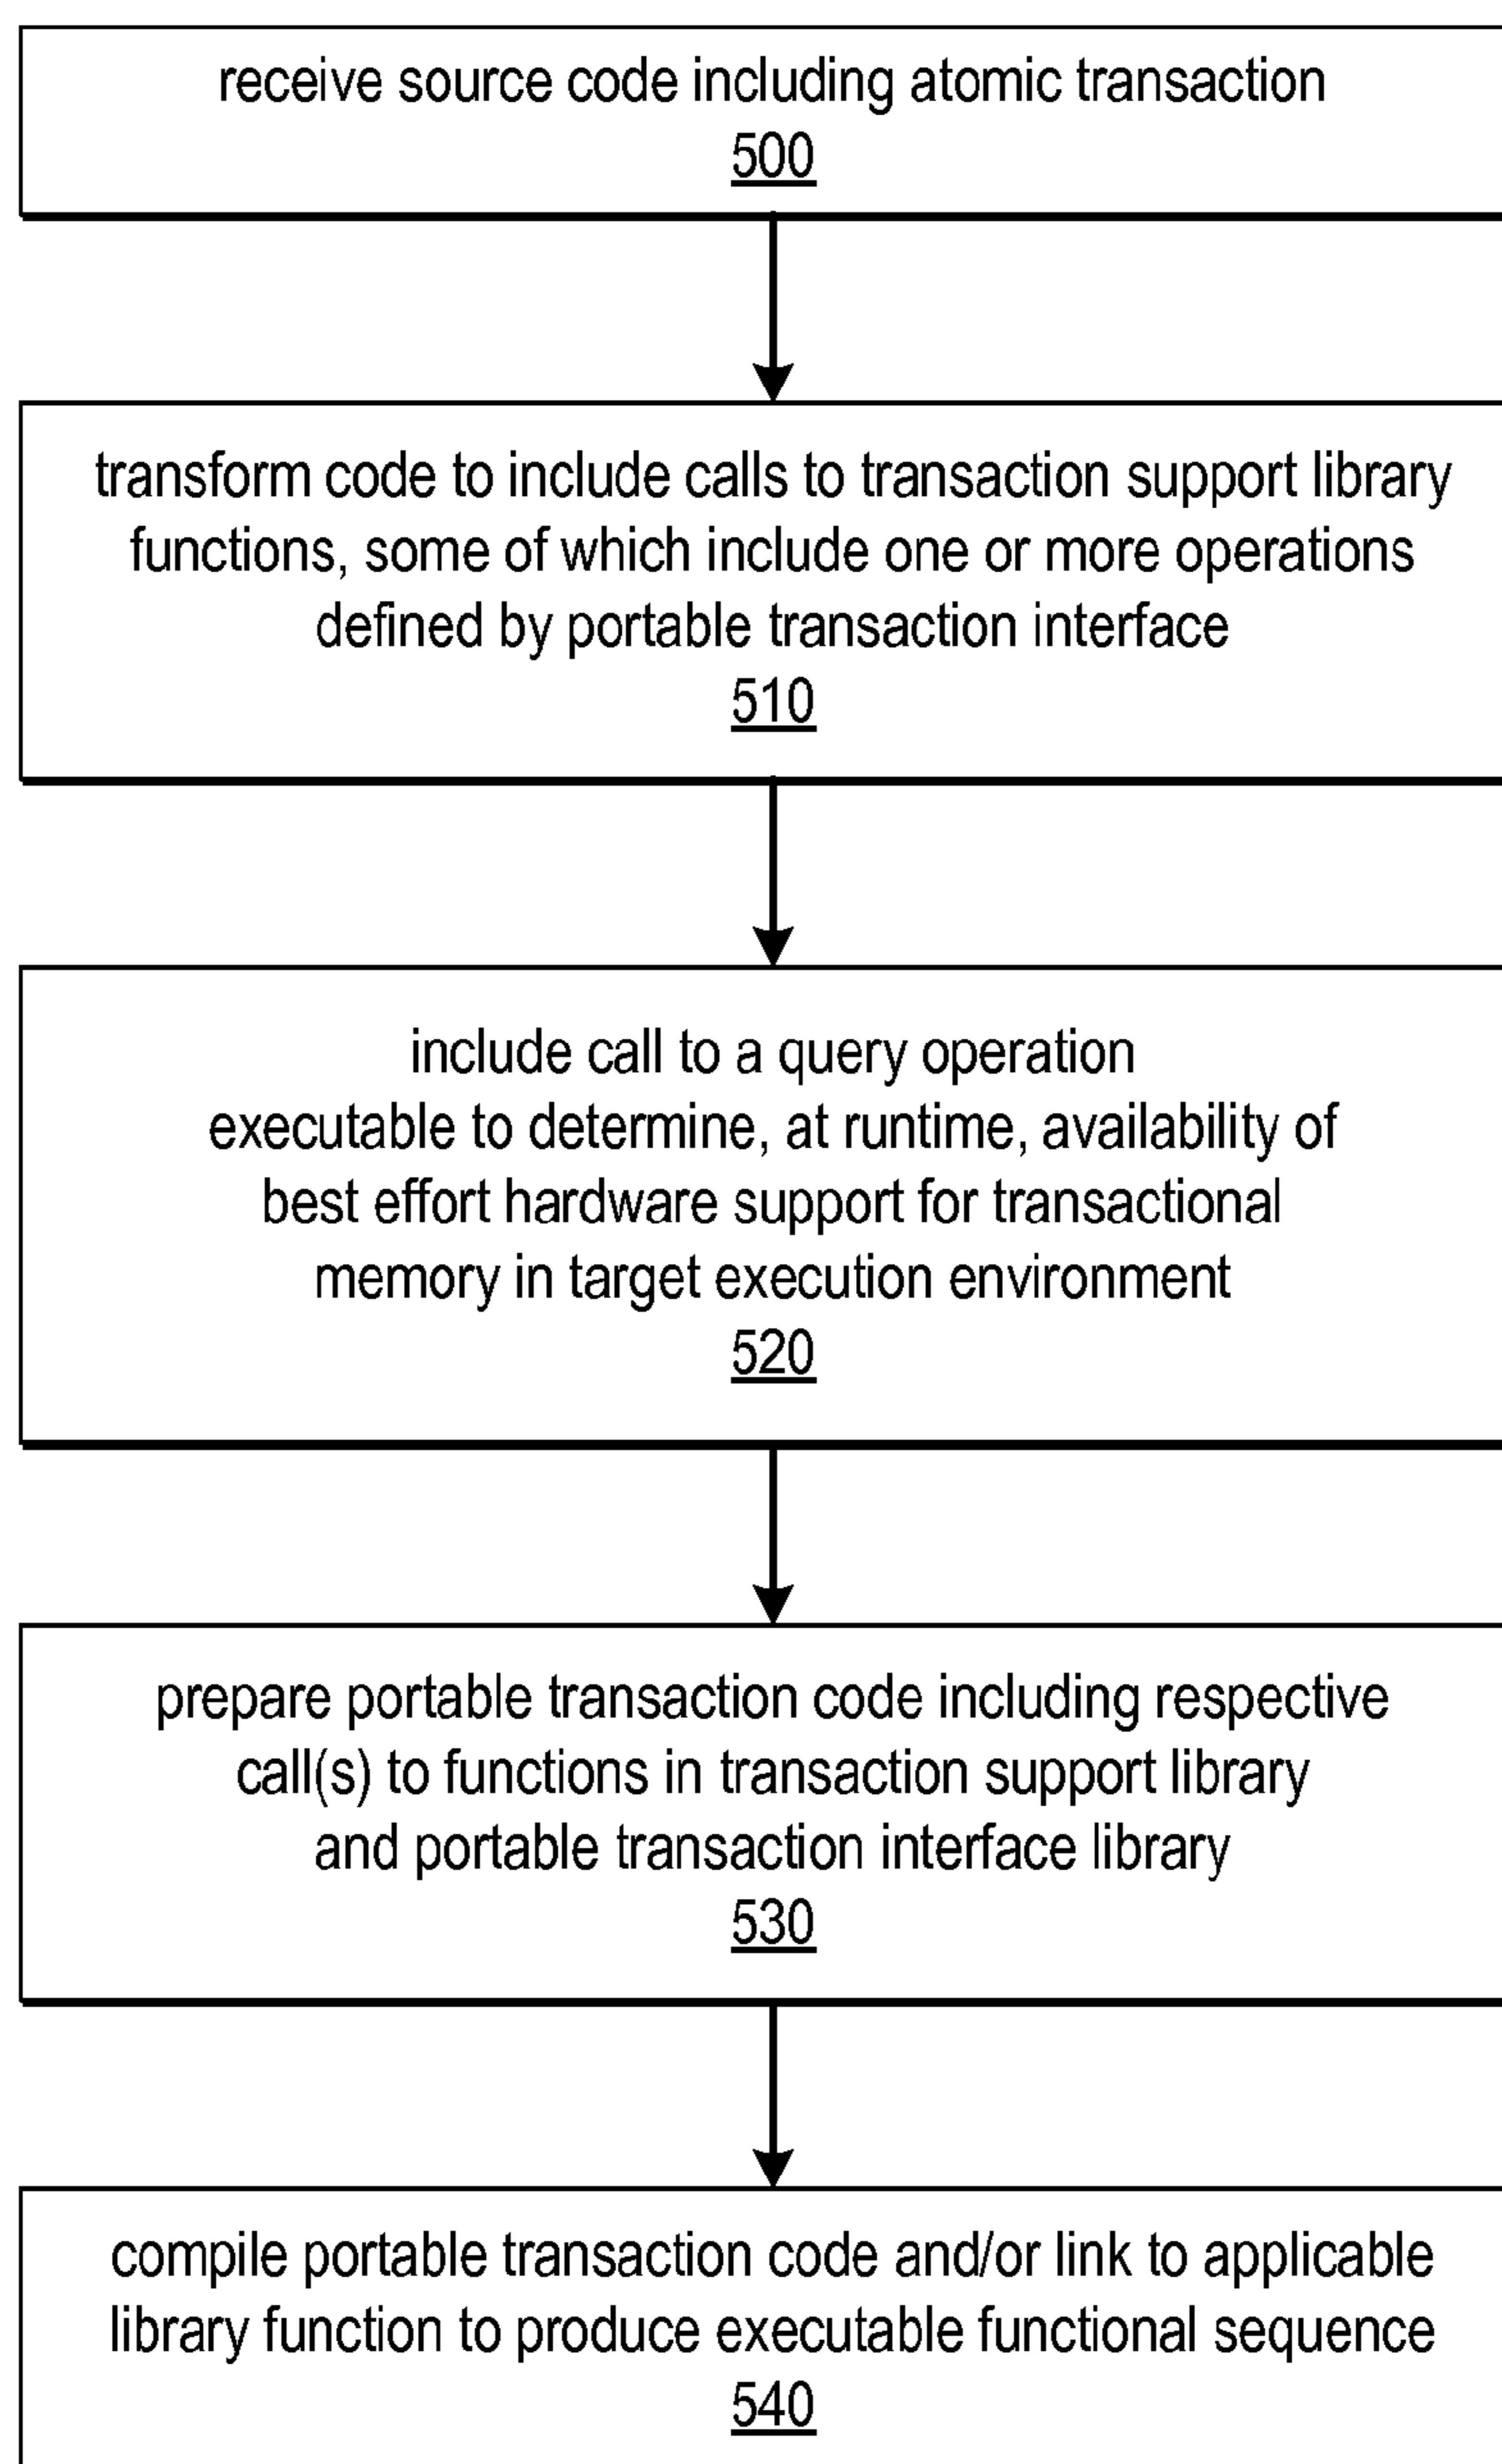 receive source code including atomic transaction
500
transform code to include calls to transaction support library
functions, some of which include one or more operations
defined by portable transaction interface
510
include call to a query operation
executable to determine, at runtime, availability of
best effort hardware support for transactional
memory in target execution environment
520
prepare portable transaction code including respective
call(s) to functions in transaction support library
and portable transaction interface library
530
compile portable transaction code and/or link to applicable
library function to produce executable functional sequence
540